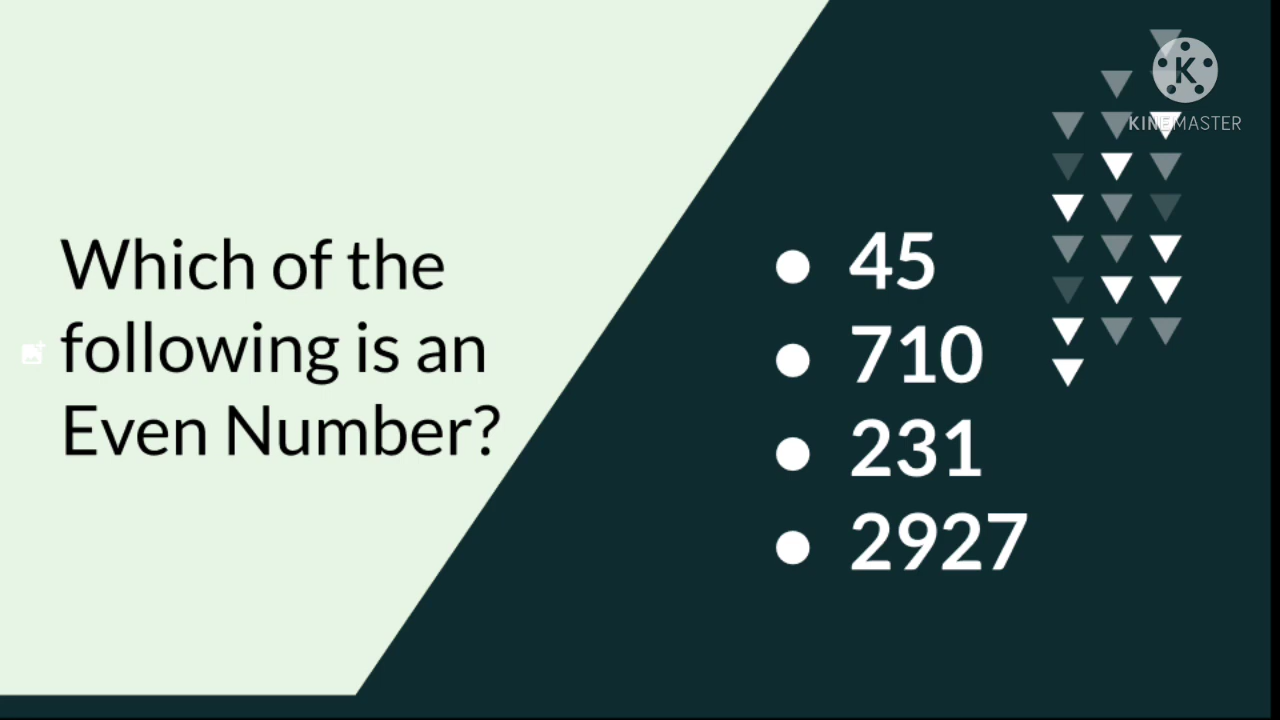 Which of the
following is an
Even Number?
45
710
231
2927
K
KINEMASTER